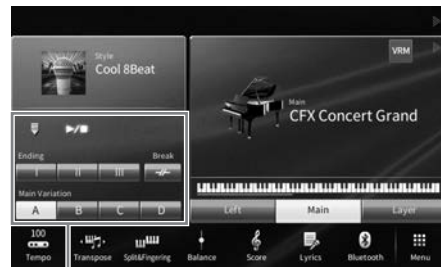 Style
Cool 8Beat
VRM
Main
CFX Concert Grand
Ending
Break
I
II
III
Main Variation
A
B
C
D
Left
Main
Layer
100
Tempo
Transpose
Split&Fingering
Balance
Score
Lyrics
Bluetooth
Menu